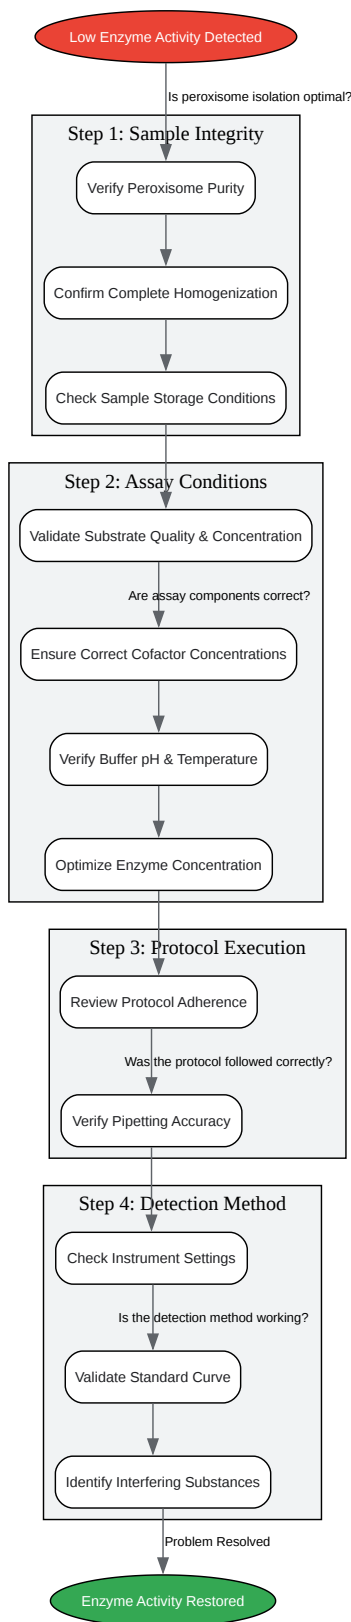 Low Enzyme Activity Detected
Is peroxisome isolation optimal?
Step 1: Sample Integrity
Verify Peroxisome Purity
Confirm Complete Homogenization
Check Sample Storage Conditions
Step 2: Assay Conditions
Validate Substrate Quality & Concentration
Are assay components correct?
Ensure Correct Cofactor Concentrations
Verify Buffer pH & Temperature
Optimize Enzyme Concentration
Step 3: Protocol Execution
Review Protocol Adherence
Was the protocol followed correctly?
Verify Pipetting Accuracy
Step 4: Detection Method
Check Instrument Settings
Is the detection method working?
Validate Standard Curve
Identify Interfering Substances
Problem Resolved
Enzyme Activity Restored